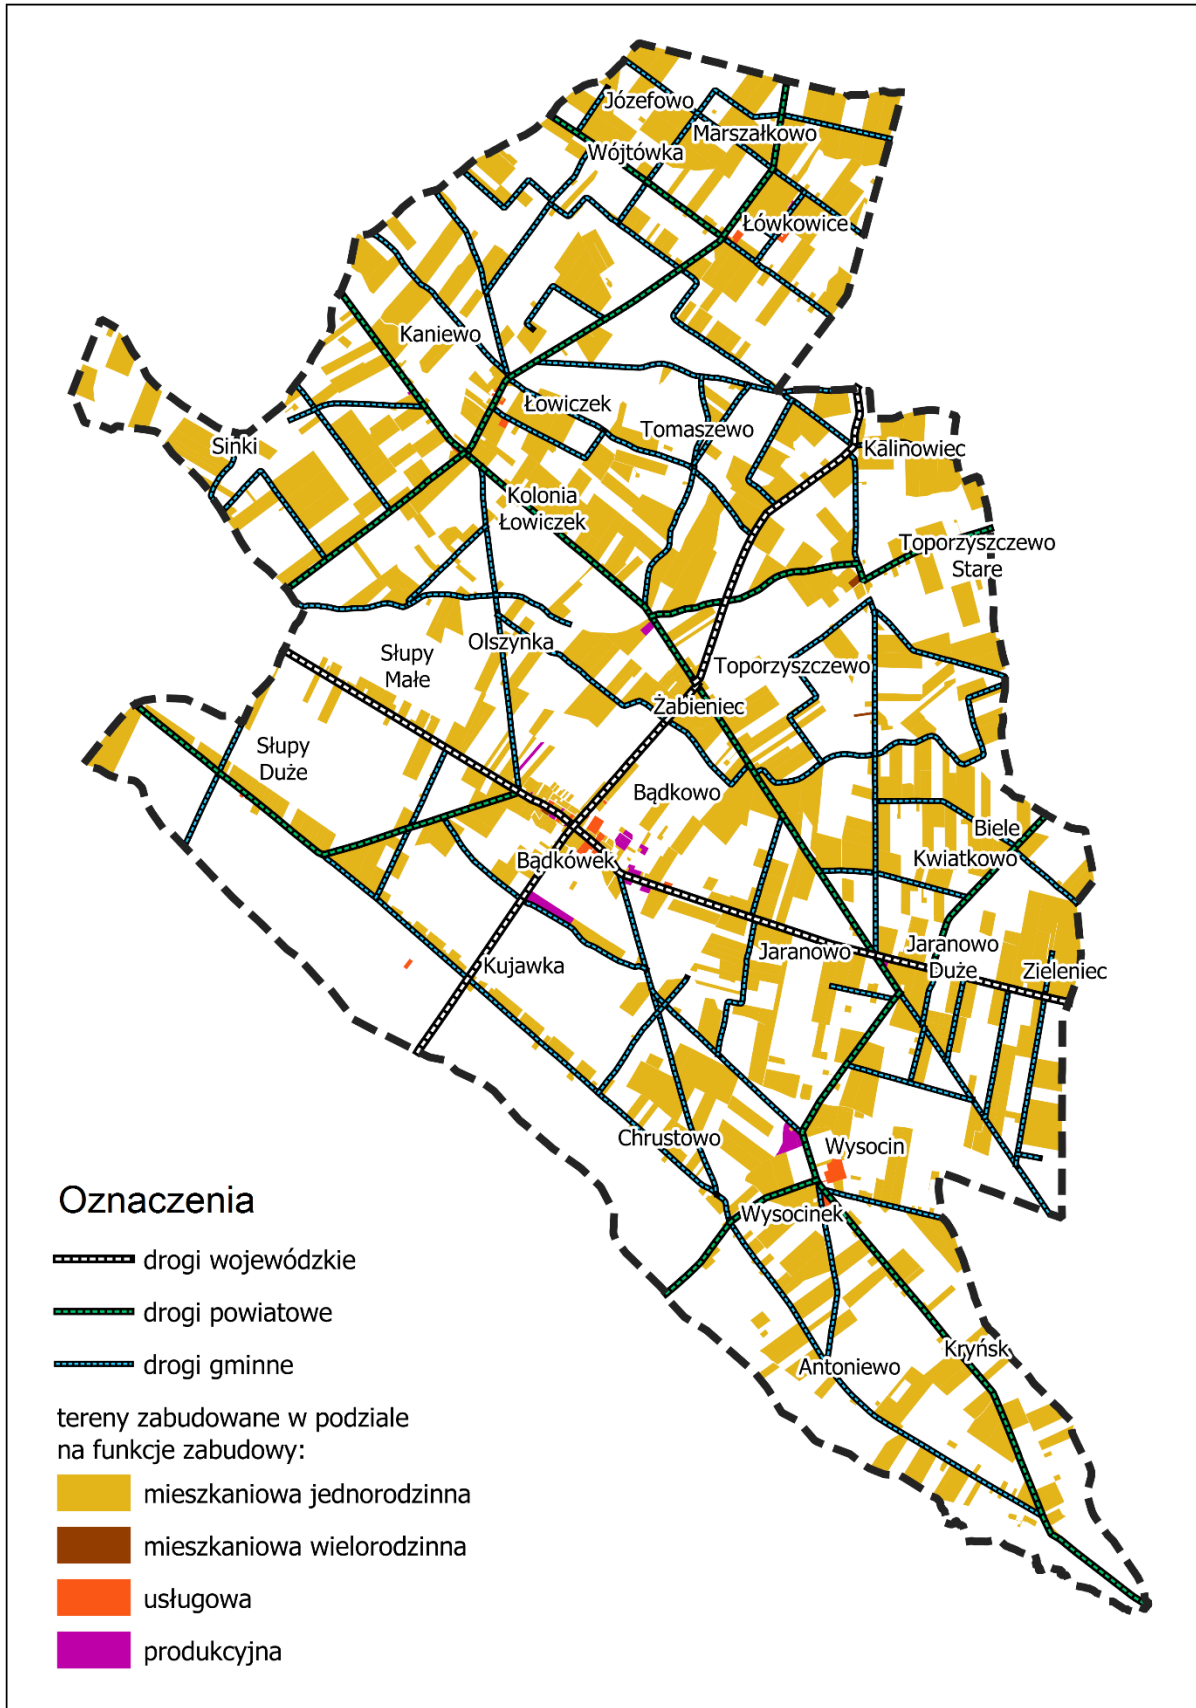 Józefowo
Marszałkowo
Wójtówka
Łówkowice
Kaniewo
Łowiczek
Tomaszewo
Sinki
Kalinowiec
Kolonia
Łowiczek
Toporzyszczewo
Stare
Olszynka
Słupy
Małe
Toporzyszczewo
Żabieniec
Słupy
Duże
Bądkowo
Biele
Bądkówek
Kwiatkowo
Jaranowo
Jaranowo
Duże
Zieleniec
Kujawka
Chrustowo
Wysocin
Wysocinek
Kryńsk
Antoniewo
Oznaczenia
drogi wojewódzkie
drogi powiatowe
drogi gminne
tereny zabudowane w podziale
na funkcje zabudowy:
mieszkaniowa jednorodzinna
mieszkaniowa wielorodzinna
usługowa
produkcyjna